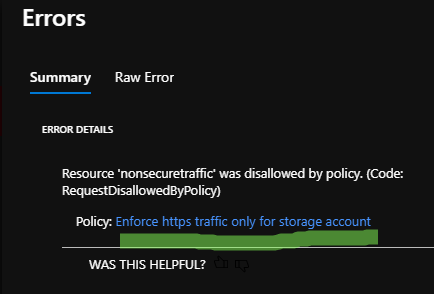 Errors
Summary Raw Error
ERROR DETAILS
Resource 'nonsecuretraffic' was disallowed by policy. (Code:
RequestDisallowedByPolicy)
Policy: Enforce https traffic only for storage account
WAS THIS HELPFUL?